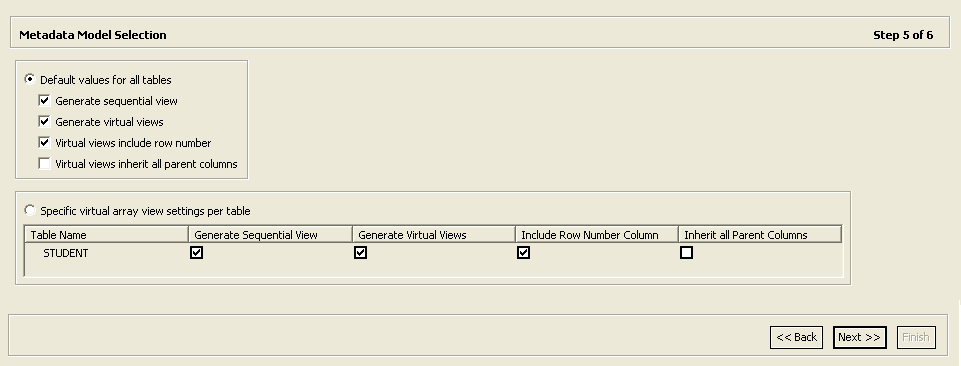 Metadata Model Selection Step 5 of 6
Default values for all tables
Generate sequential view
Generate virtual views
Virtual views include row number
Virtual views inherit all parent columns
Specific virtual array view settings per table
Table Name Generate Sequential View Generate Virtual Views Include Row Number Column Inherit all Parent Columns
STUDENT
<< Back Next >> Finish